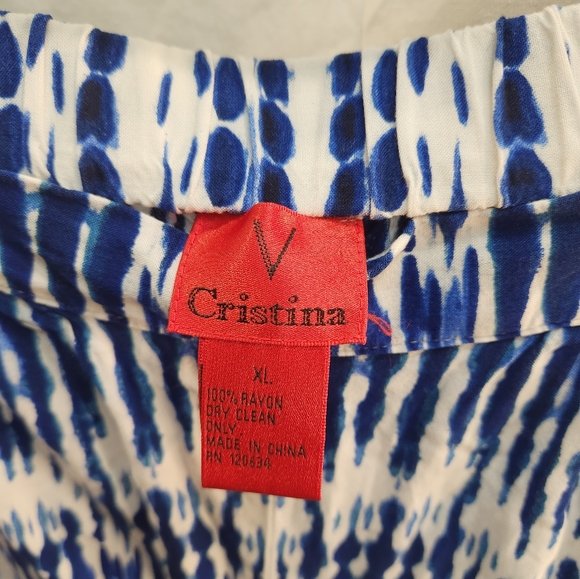 V
Cristina
XL
100% RAYON
DRY CLEAN
ONLY
MADE IN CHINA
RN 120634